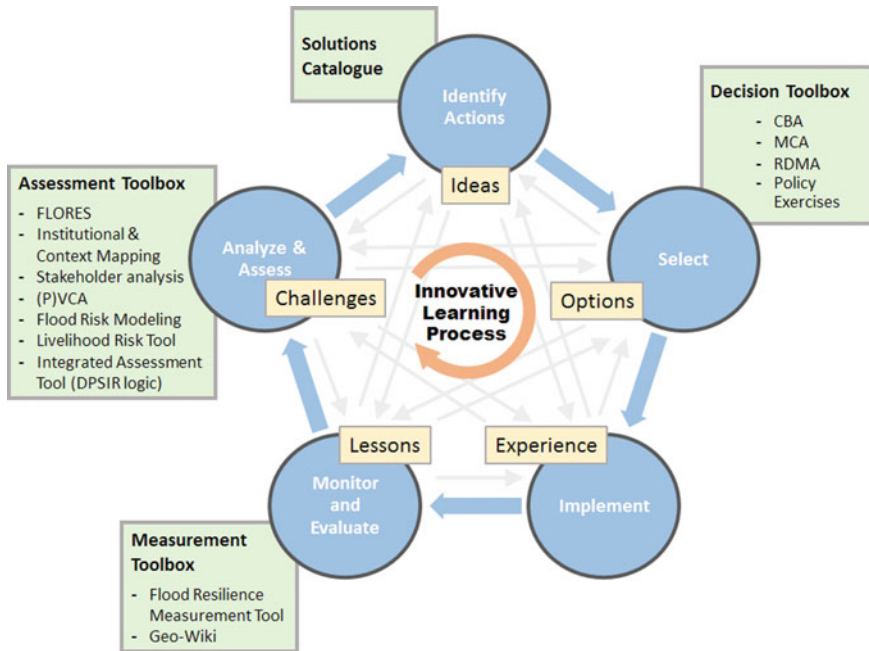 Solutions
Catalogue
Identify
Actions
Ideas
Decision Toolbox
- CBA
- MCA
- RDMA
- Policy
Exercises
Assessment Toolbox
- FLORES
- Institutional &
Context Mapping
- Stakeholder analysis
- (P)VCA
- Flood Risk Modeling
- Livelihood Risk Tool
- Integrated Assessment
Tool (DPSIR logic)
Analyze &
Assess
Challenges
Innovative
Learning
Process
Select
Options
Lessons
Monitor
and
Evaluate
Experience
Implement
Measurement
Toolbox
- Flood Resilience
Measurement Tool
- Geo-Wiki